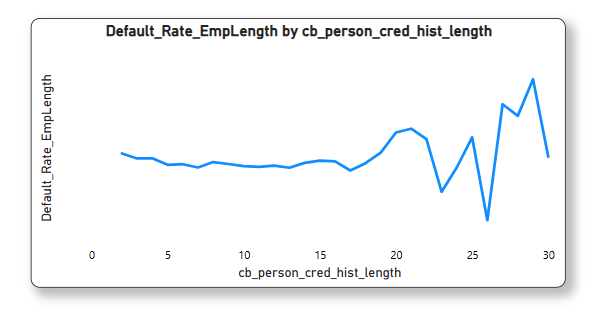 Default_Rate_EmpLength by cb_person_cred_hist_length
Default_Rate_EmpLength
0 5 10 15 20 25 30
cb_person_cred_hist_length